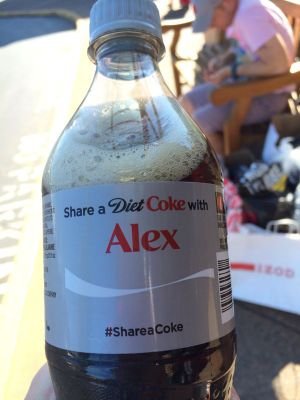 Share a Diet Coke with
Alex
#ShareaCoke
IZOD